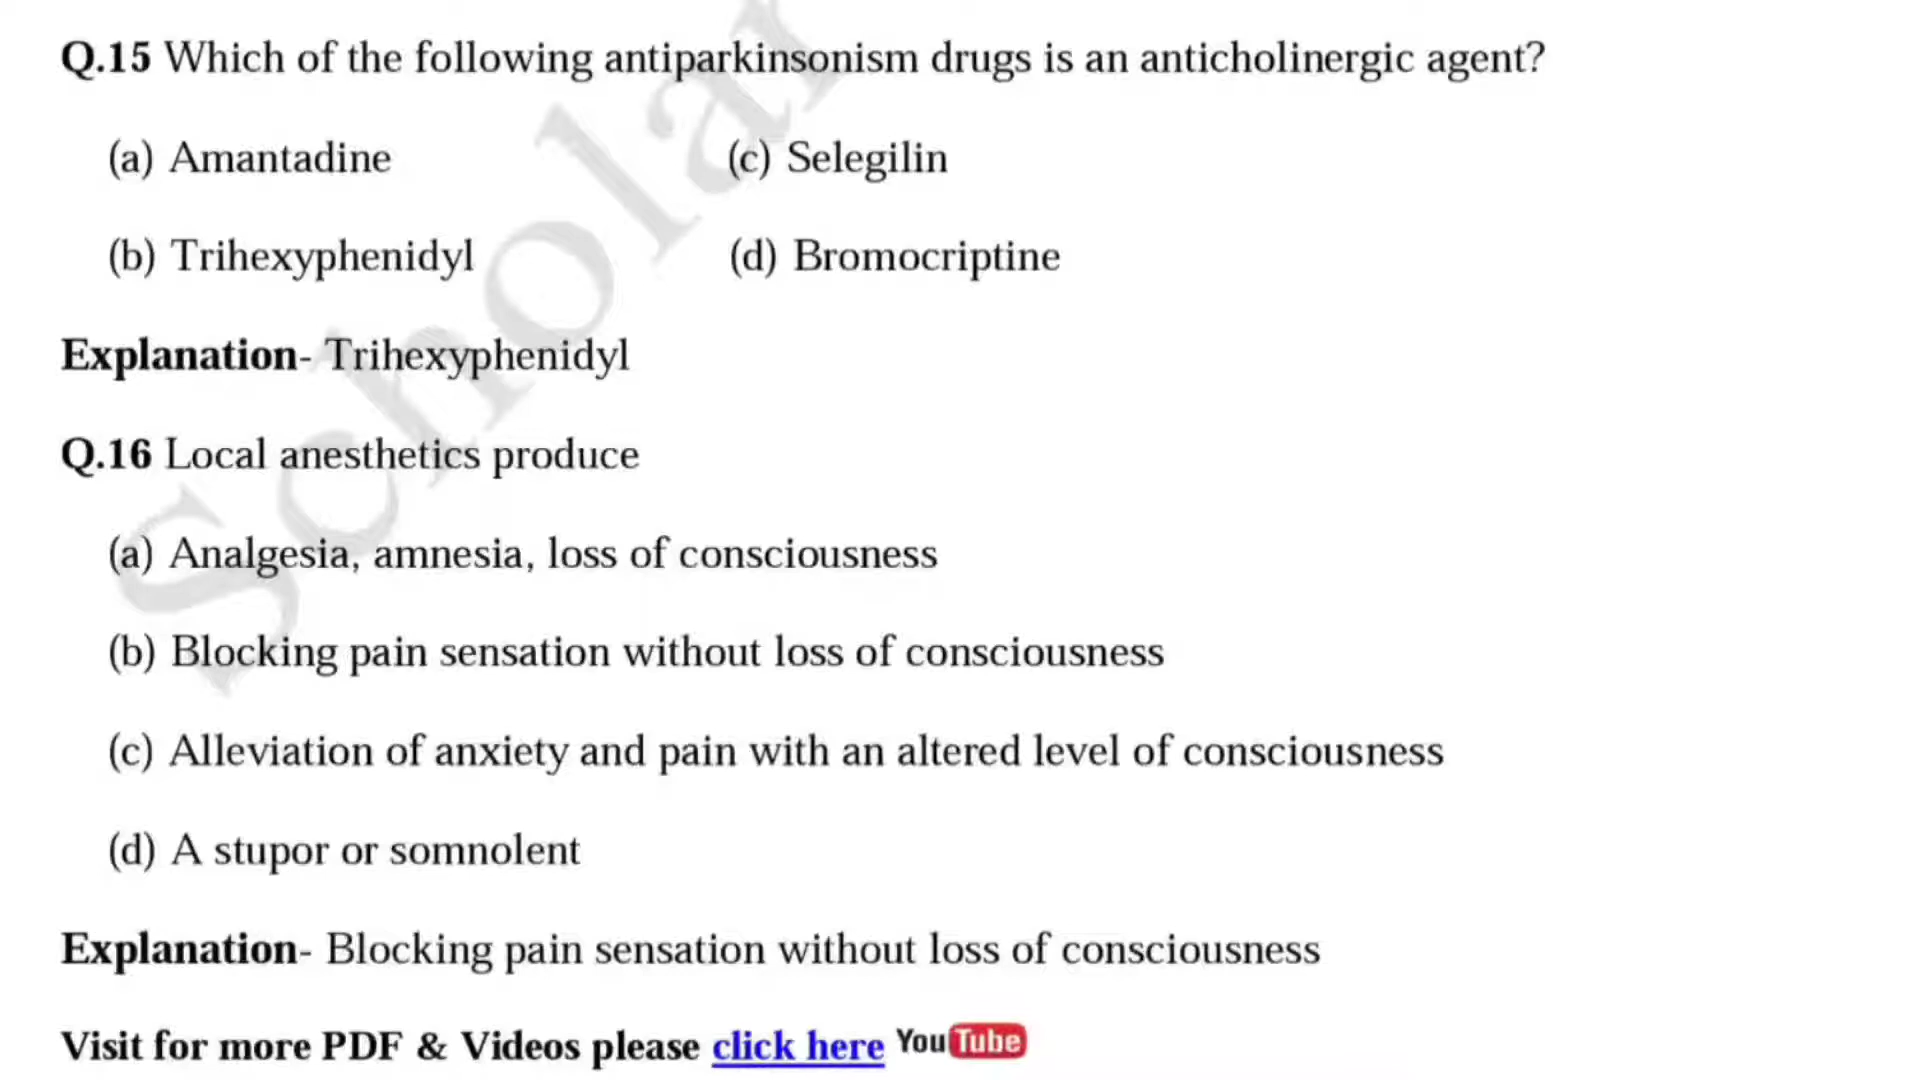 Q.15 Which of the following antiparkinsonism drugs is an anticholinergic agent?
(a) Amantadine (c) Selegilin
(b) Trihexyphenidyl (d) Bromocriptine
Explanation- Trihexyphenidyl
Q.16 Local anesthetics produce
(a) Analgesia, amnesia, loss of consciousness
(b) Blocking pain sensation without loss of consciousness
(c) Alleviation of anxiety and pain with an altered level of consciousness
(d) A stupor or somnolent
Explanation- Blocking pain sensation without loss of consciousness
Visit for more PDF & Videos please click here YouTube
Scholar